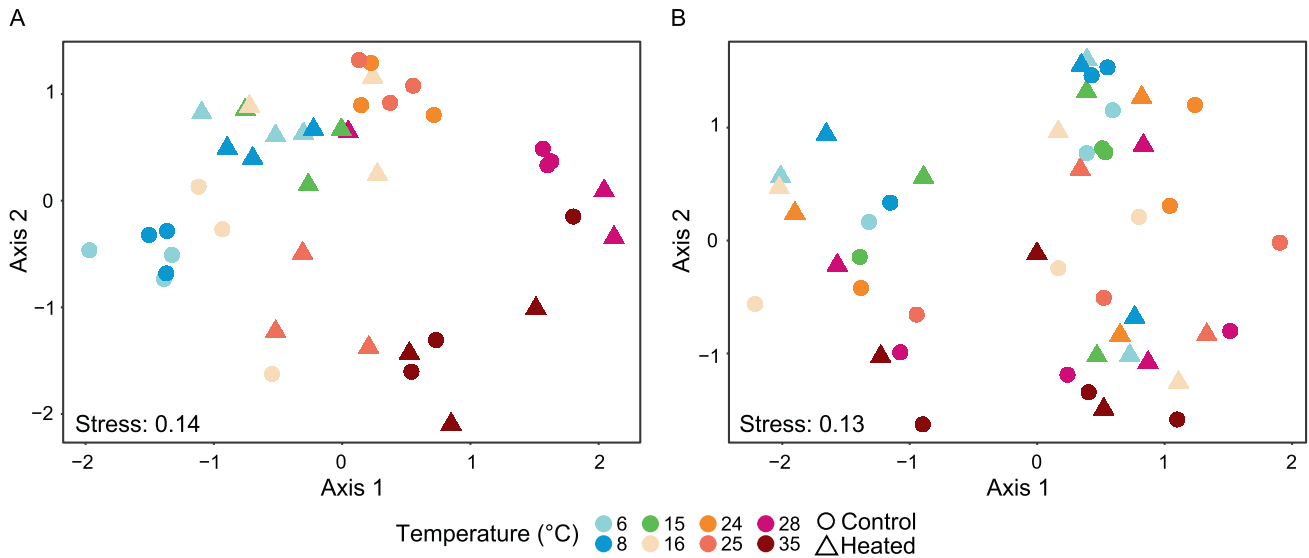 A
B
1
0
−1
−2
Axis 2
Stress: 0.14
−2 −1 0 1 2
Axis 1
1
0
−1
Axis 2
Stress: 0.13
−2 −1 0 1 2
Axis 1
Temperature (°C) 6 15 24 28 Control
8 16 25 35 Heated